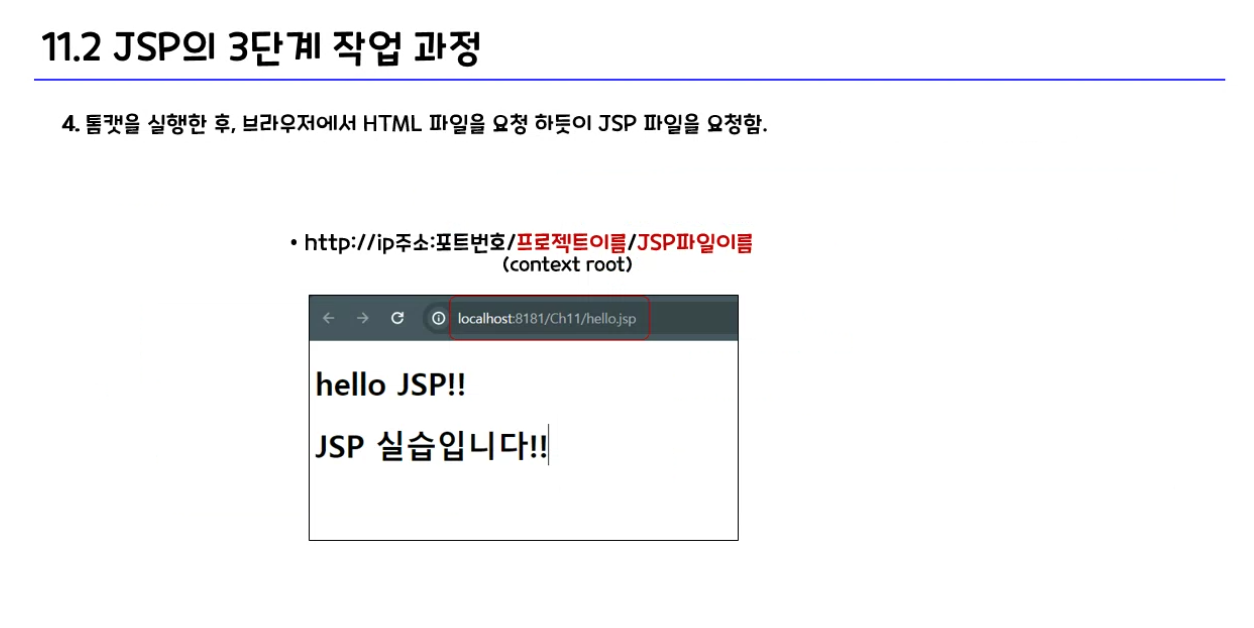 11.2 JSP의 3단계 작업 과정
4. 톰캣을 실행한 후, 브라우저에서 HTML 파일을 요청 하듯이 JSP 파일을 요청함.
• http://ip주소:포트번호/프로젝트이름/JSP파일이름
(context root)
localhost:8181/Ch11/hello.jsp
hello JSP!!
JSP 실습입니다!!